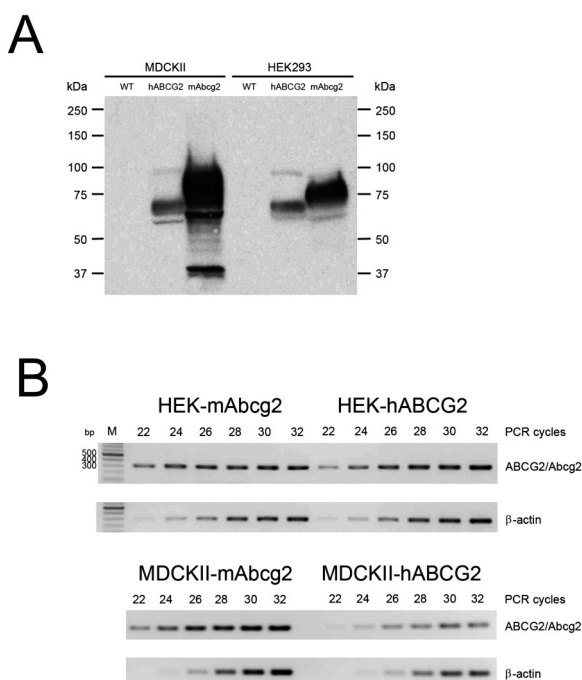 A
MDCKII HEK293
kDa WT hABCG2 mAbcg2 WT hABCG2 mAbcg2 kDa
250 250
150 150
100 100
75 75
50 50
37 37
B
HEK-mAbcg2 HEK-hABCG2
bp M 22 24 26 28 30 32 22 24 26 28 30 32 PCR cycles
500
400
300
ABCG2/Abcg2
β-actin
MDCKII-mAbcg2 MDCKII-hABCG2
22 24 26 28 30 32 22 24 26 28 30 32 PCR cycles
ABCG2/Abcg2
β-actin